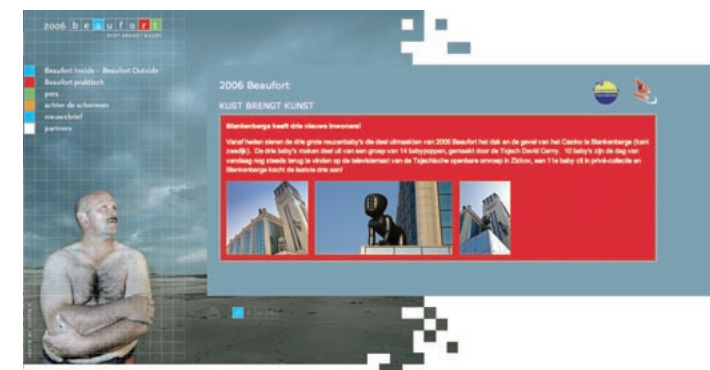 2006 beaufort
KUST BRENGT KUNST
Beaufort Inside – Beaufort Outside
Beaufort praktisch
pers
achter de schermen
nieuwsbrief
partners
2006 Beaufort
KUST BRENGT KUNST
Blankenberge heeft drie nieuwe inwoners!
Vanaf heden sieren de drie grote reuzenbaby's die deel uitmaakten van 2006 Beaufort het dak en de gevel van het Casino te Blankenberge (kant
zeedijk). De drie baby's maken deel uit van een groep van 14 babypoppen, gemaakt door de Tsjech David Cerny. 10 baby's zijn de dag van
vandaag nog steeds terug te vinden op de televisiemast van de Tsjechische openbare omroep in Zizkov, een 11e baby zit in privé-collectie en
Blankenberge kocht de laatste drie aan!